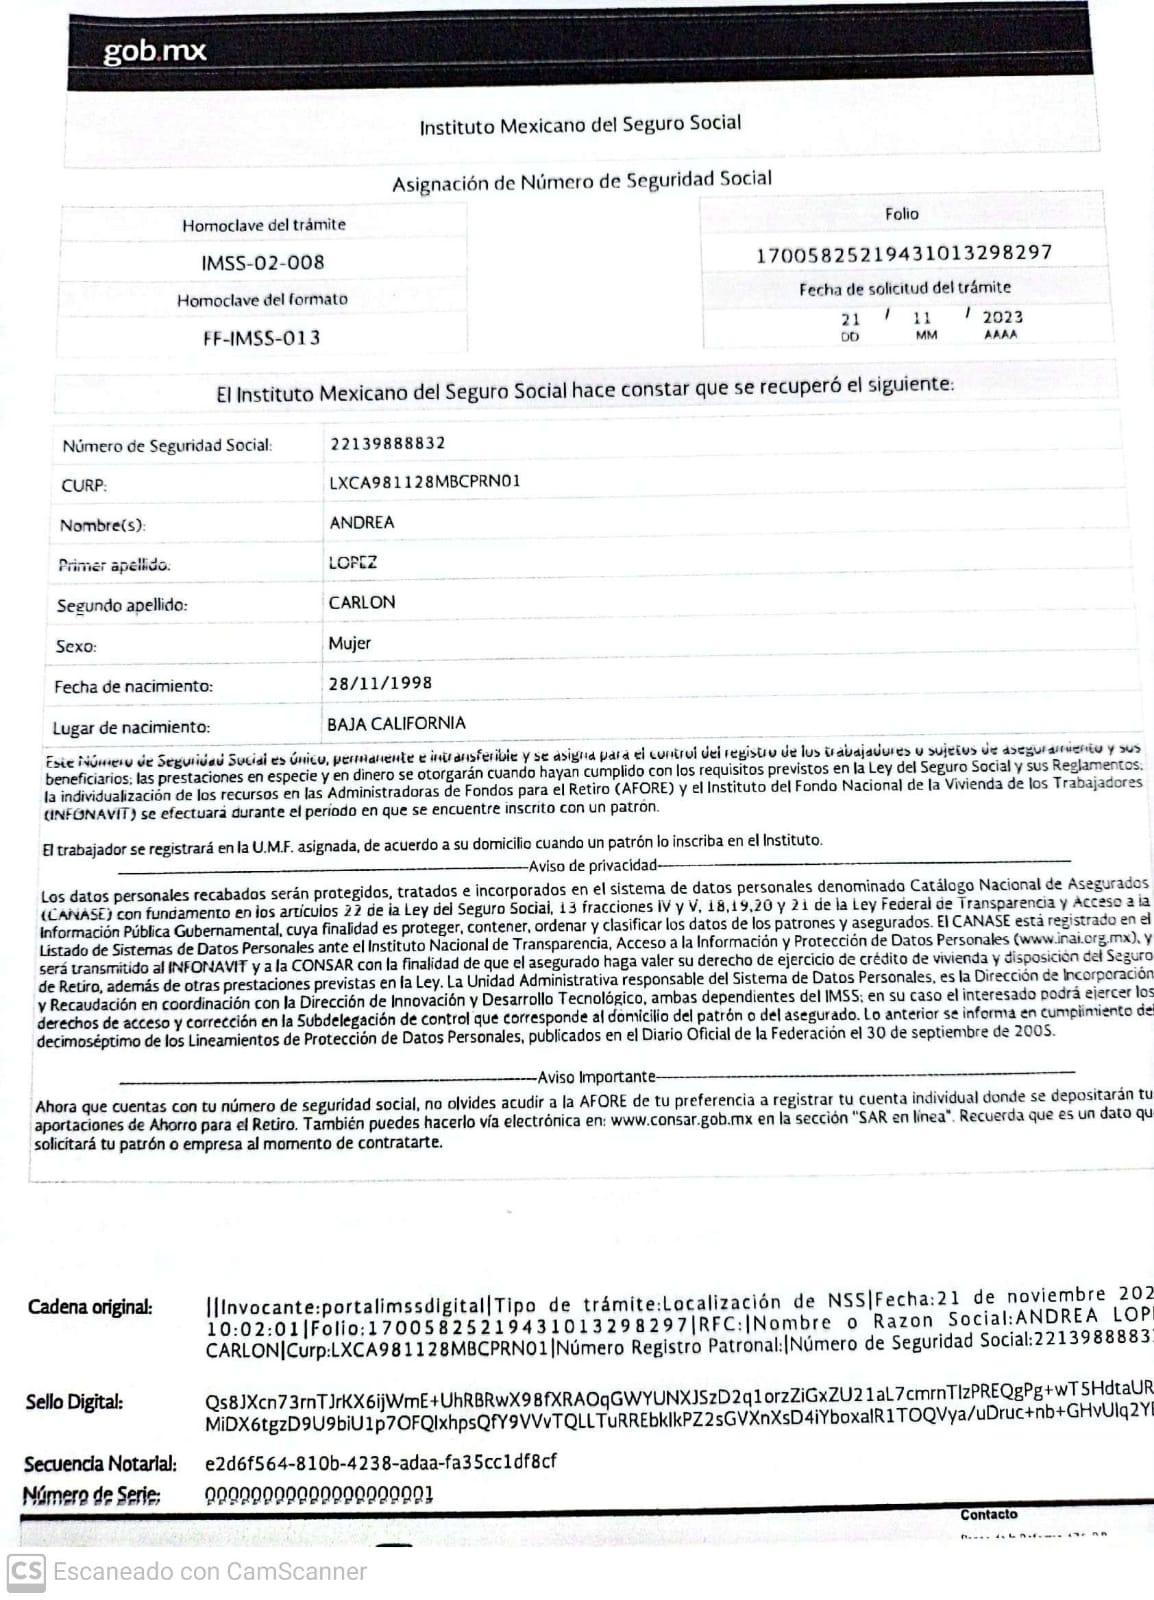 gob.mx
Instituto Mexicano del Seguro Social
Asignación de Número de Seguridad Social
Homoclave del trámite
IMSS-02-008
Homoclave del formato
FF-IMSS-013
Folio
170058252194310132982​97
Fecha de solicitud del trámite
21 / 11 / 2023
DD MM AAAA
El Instituto Mexicano del Seguro Social hace constar que se recuperó el siguiente:
Número de Seguridad Social: 22139888832
CURP: LXCA981128MBCPRN01
Nombre(s): ANDREA
Primer apellido: LOPEZ
Segundo apellido: CARLON
Sexo: Mujer
Fecha de nacimiento: 28/11/1998
Lugar de nacimiento: BAJA CALIFORNIA
Este Número de Seguridad Social es único, permanente e intransferible y se asigna para el control del registro de los trabajadores o sujetos de aseguramiento y sus
beneficiarios; las prestaciones en especie y en dinero se otorgarán cuando hayan cumplido con los requisitos previstos en la Ley del Seguro Social y sus Reglamentos;
la individualización de los recursos en las Administradoras de Fondos para el Retiro (AFORE) y el Instituto del Fondo Nacional de la Vivienda de los Trabajadores
(INFONAVIT) se efectuará durante el período en que se encuentre inscrito con un patrón.
El trabajador se registrará en la U.M.F. asignada, de acuerdo a su domicilio cuando un patrón lo inscriba en el Instituto.
Aviso de privacidad
Los datos personales recabados serán protegidos, tratados e incorporados en el sistema de datos personales denominado Catálogo Nacional de Asegurados
(CANASE) con fundamento en los artículos 22 de la Ley del Seguro Social, 13 fracciones IV y V, 18,19,20 y 21 de la Ley Federal de Transparencia y Acceso a la
Información Pública Gubernamental, cuya finalidad es proteger, contener, ordenar y clasificar los datos de los patrones y asegurados. El CANASE está registrado en el
Listado de Sistemas de Datos Personales ante el Instituto Nacional de Transparencia, Acceso a la Información y Protección de Datos Personales (www.inai.org.mx), y
será transmitido al INFONAVIT y a la CONSAR con la finalidad de que el asegurado haga valer su derecho de ejercicio de crédito de vivienda y disposición del Seguro
de Retiro, además de otras prestaciones previstas en la Ley. La Unidad Administrativa responsable del Sistema de Datos Personales, es la Dirección de Incorporación
y Recaudación en coordinación con la Dirección de Innovación y Desarrollo Tecnológico, ambas dependientes del IMSS; en su caso el interesado podrá ejercer los
derechos de acceso y corrección en la Subdelegación de control que corresponde al domicilio del patrón o del asegurado. Lo anterior se informa en cumplimiento del
decimoséptimo de los Lineamientos de Protección de Datos Personales, publicados en el Diario Oficial de la Federación el 30 de septiembre de 2005.
Aviso Importante
Ahora que cuentas con tu número de seguridad social, no olvides acudir a la AFORE de tu preferencia a registrar tu cuenta individual donde se depositarán tu
aportaciones de Ahorro para el Retiro. También puedes hacerlo vía electrónica en: www.consar.gob.mx en la sección "SAR en línea". Recuerda que es un dato qu
solicitará tu patrón o empresa al momento de contratarte.
Cadena original: ||Invocante:portalimssdigital|Tipo de trámite:Localización de NSS|Fecha:21 de noviembre 202
10:02:01|Folio:17005825219431013298297|RFC:|Nombre o Razon Social:ANDREA LOP
CARLON|Curp:LXCA981128MBCPRN01|Número Registro Patronal:|Número de Seguridad Social:2213988883
Sello Digital: Qs8JXcn73rnTJrKX6ijWmE+UhRBRwX98fXRAOqGWYUNXJSzD2q1orzZiGxZU21aL7cmrnTlzPREQgPg+wT5HdtaUR
MiDX6tgzD9U9biU1p7OFQlxhpsQfY9VVvTQLLTuRREbklkPZ2sGVXnXsD4iYboxalR1TOQVya/uDruc+nb+GHvUlq2Y
Secuencia Notarial: e2d6f564-810b-4238-adaa-fa35cc1df8cf
Número de Serie: 00000000000000000001
Contacto
CS Escaneado con CamScanner